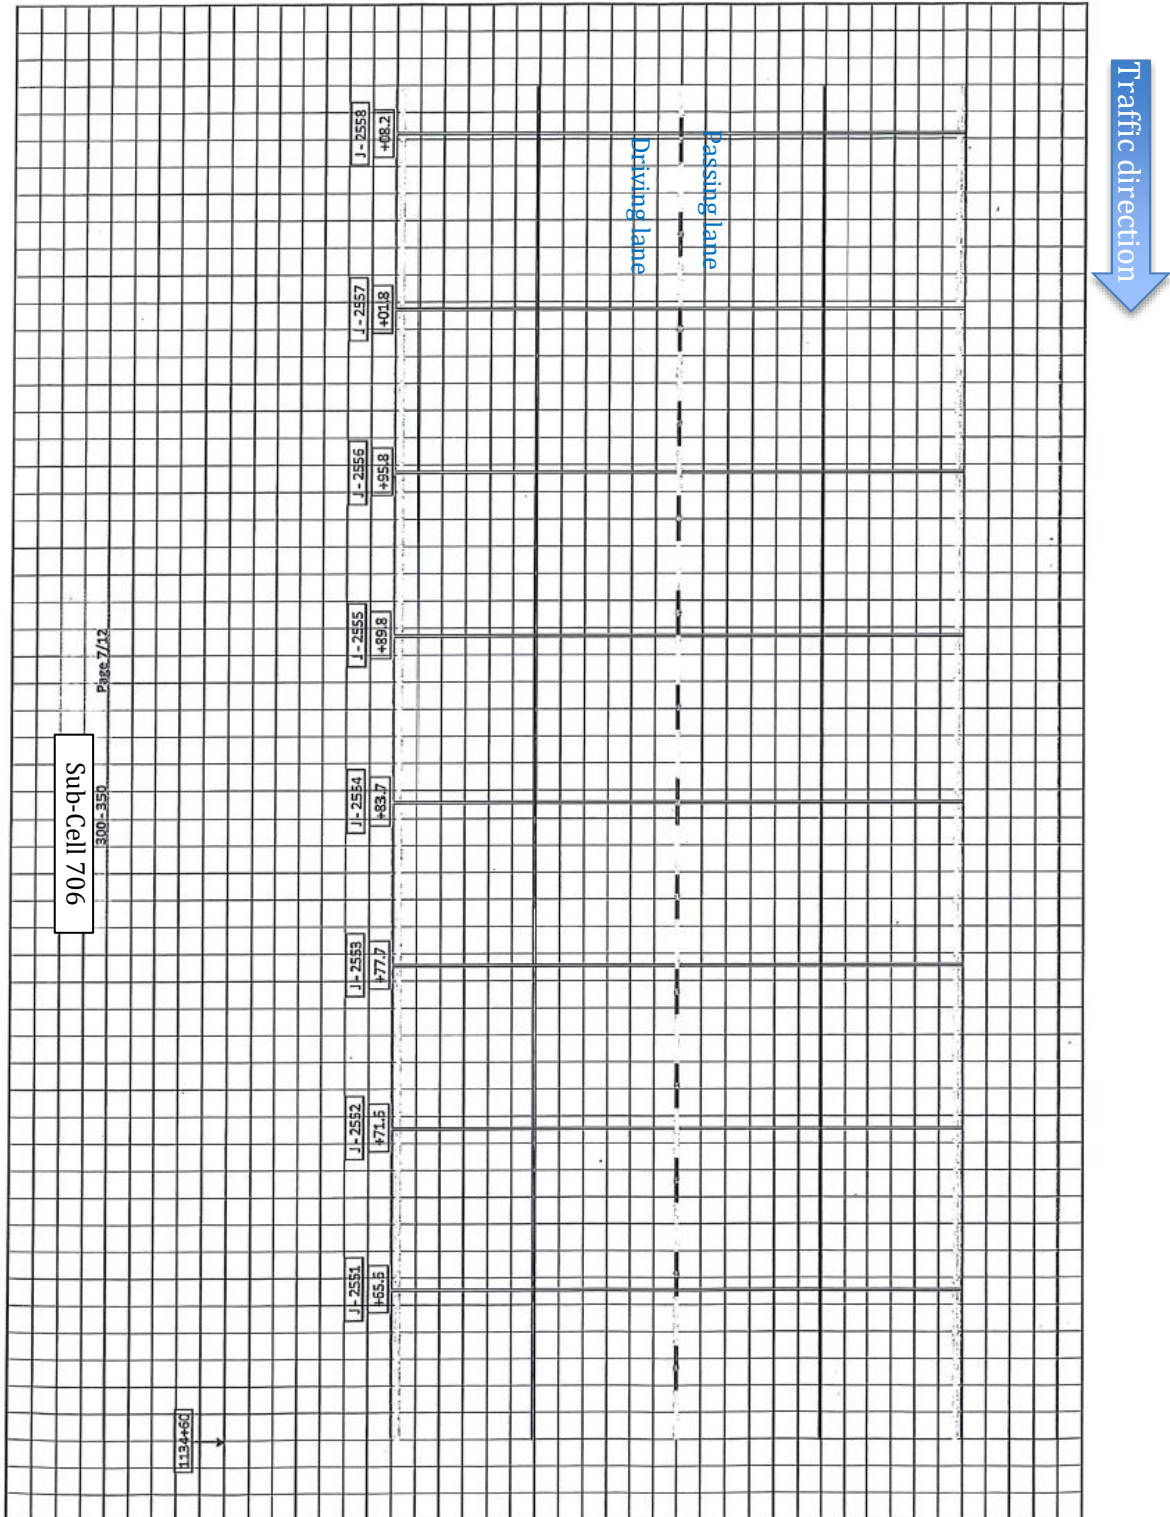 Traffic direction
Passing lane
Driving lane
J - 2558
+08.2
J - 2557
+01.8
J - 2556
+95.8
J - 2555
+89.8
J - 2554
+83.7
J - 2553
+77.7
J - 2552
+71.6
J - 2551
+65.6
1134+60
Page 7/12
300 - 350
Sub-Cell 706